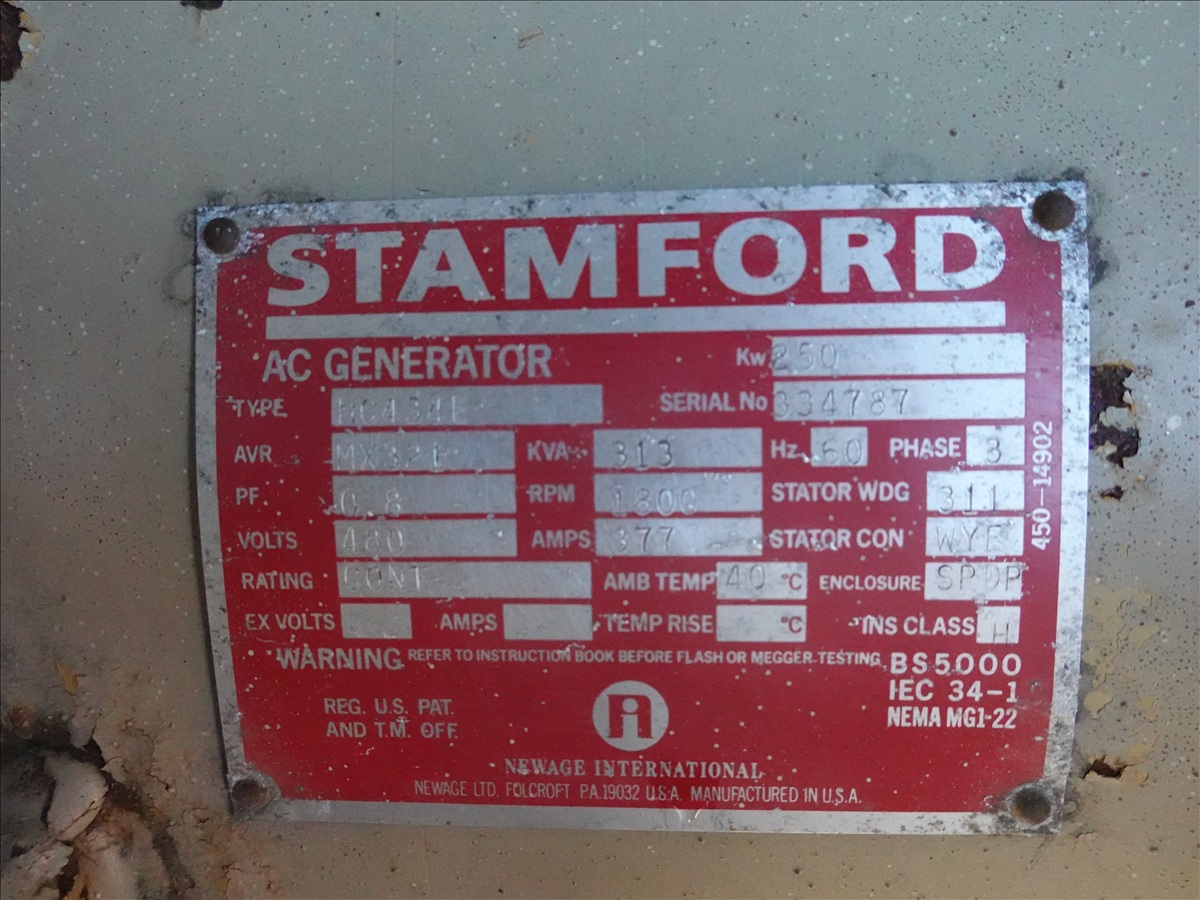 STAMFORD
AC GENERATOR Kw 250
TYPE HC434E SERIAL No 334787
AVR MX321 KVA 313 Hz 60 PHASE 3
PF 0.8 RPM 1800 STATOR WDG 311
VOLTS 480 AMPS 377 STATOR CON WYE
RATING CONT AMB TEMP 40 °C ENCLOSURE SPDP
EX VOLTS AMPS TEMP RISE °C INS CLASS H
450-14902
WARNING REFER TO INSTRUCTION BOOK BEFORE FLASH OR MEGGER TESTING BS5000
IEC 34-1
NEMA MG1-22
REG. U.S. PAT.
AND T.M. OFF.
NEWAGE INTERNATIONAL
NEWAGE LTD. FOLCROFT P.A.19032 U.S.A. MANUFACTURED IN U.S.A.